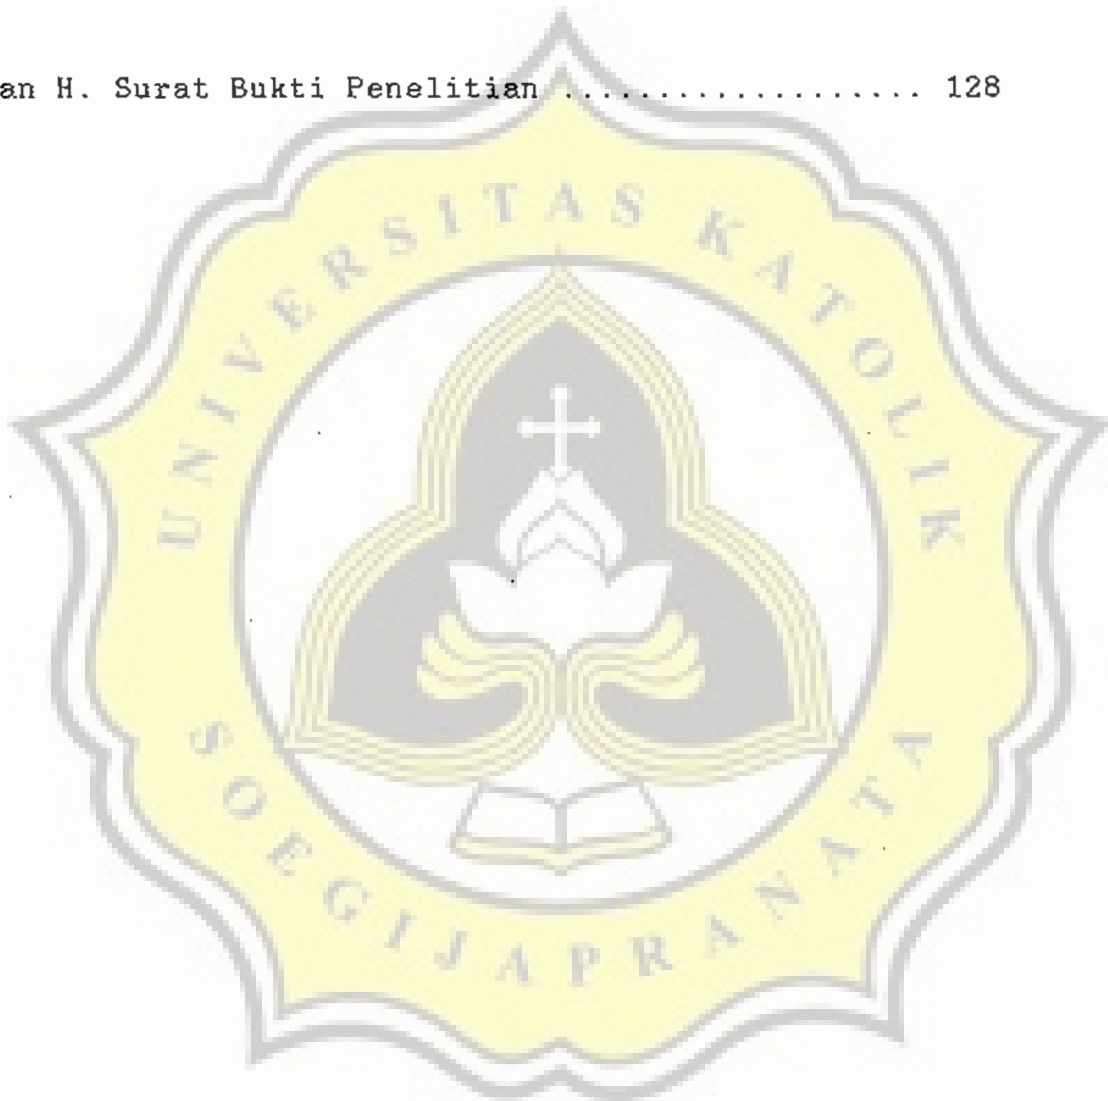 an H. Surat Bukti Penelitian ................... 128
UNIVERSITAS KATOLIK
SOEGIJAPRANATA